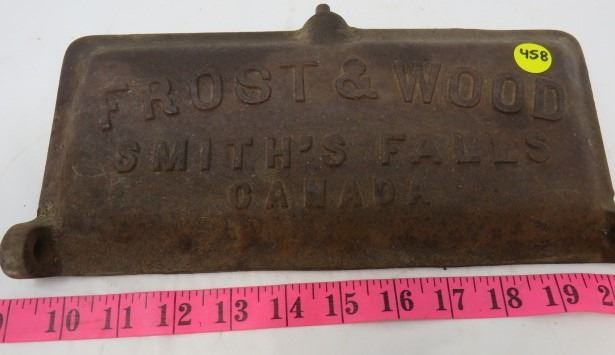 458
FROST & WOOD
SMITH'S FALLS
CANADA
10 11 12 13 14 15 16 17 18 19